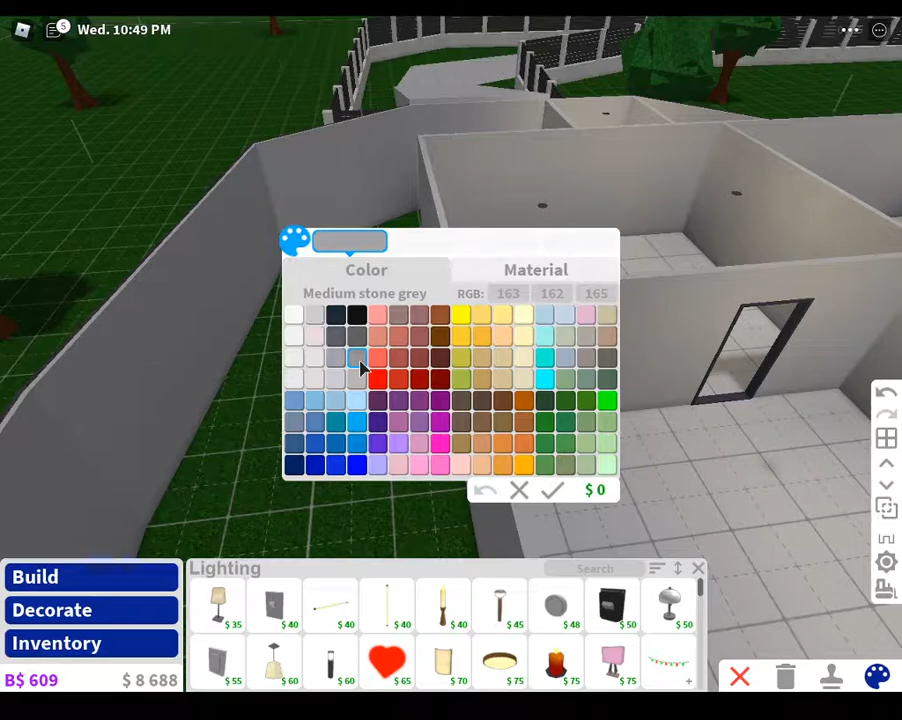 5
Wed. 10:49 PM
Color
Material
Medium stone grey
RGB: 163 162 165
$ 0
Build
Decorate
Inventory
B$ 609
$ 8 688
Lighting
Search
$ 35
$ 40
$ 40
$ 40
$ 40
$ 45
$ 48
$ 50
$ 50
$ 55
$ 60
$ 60
$ 65
$ 70
$ 75
$ 75
$ 75